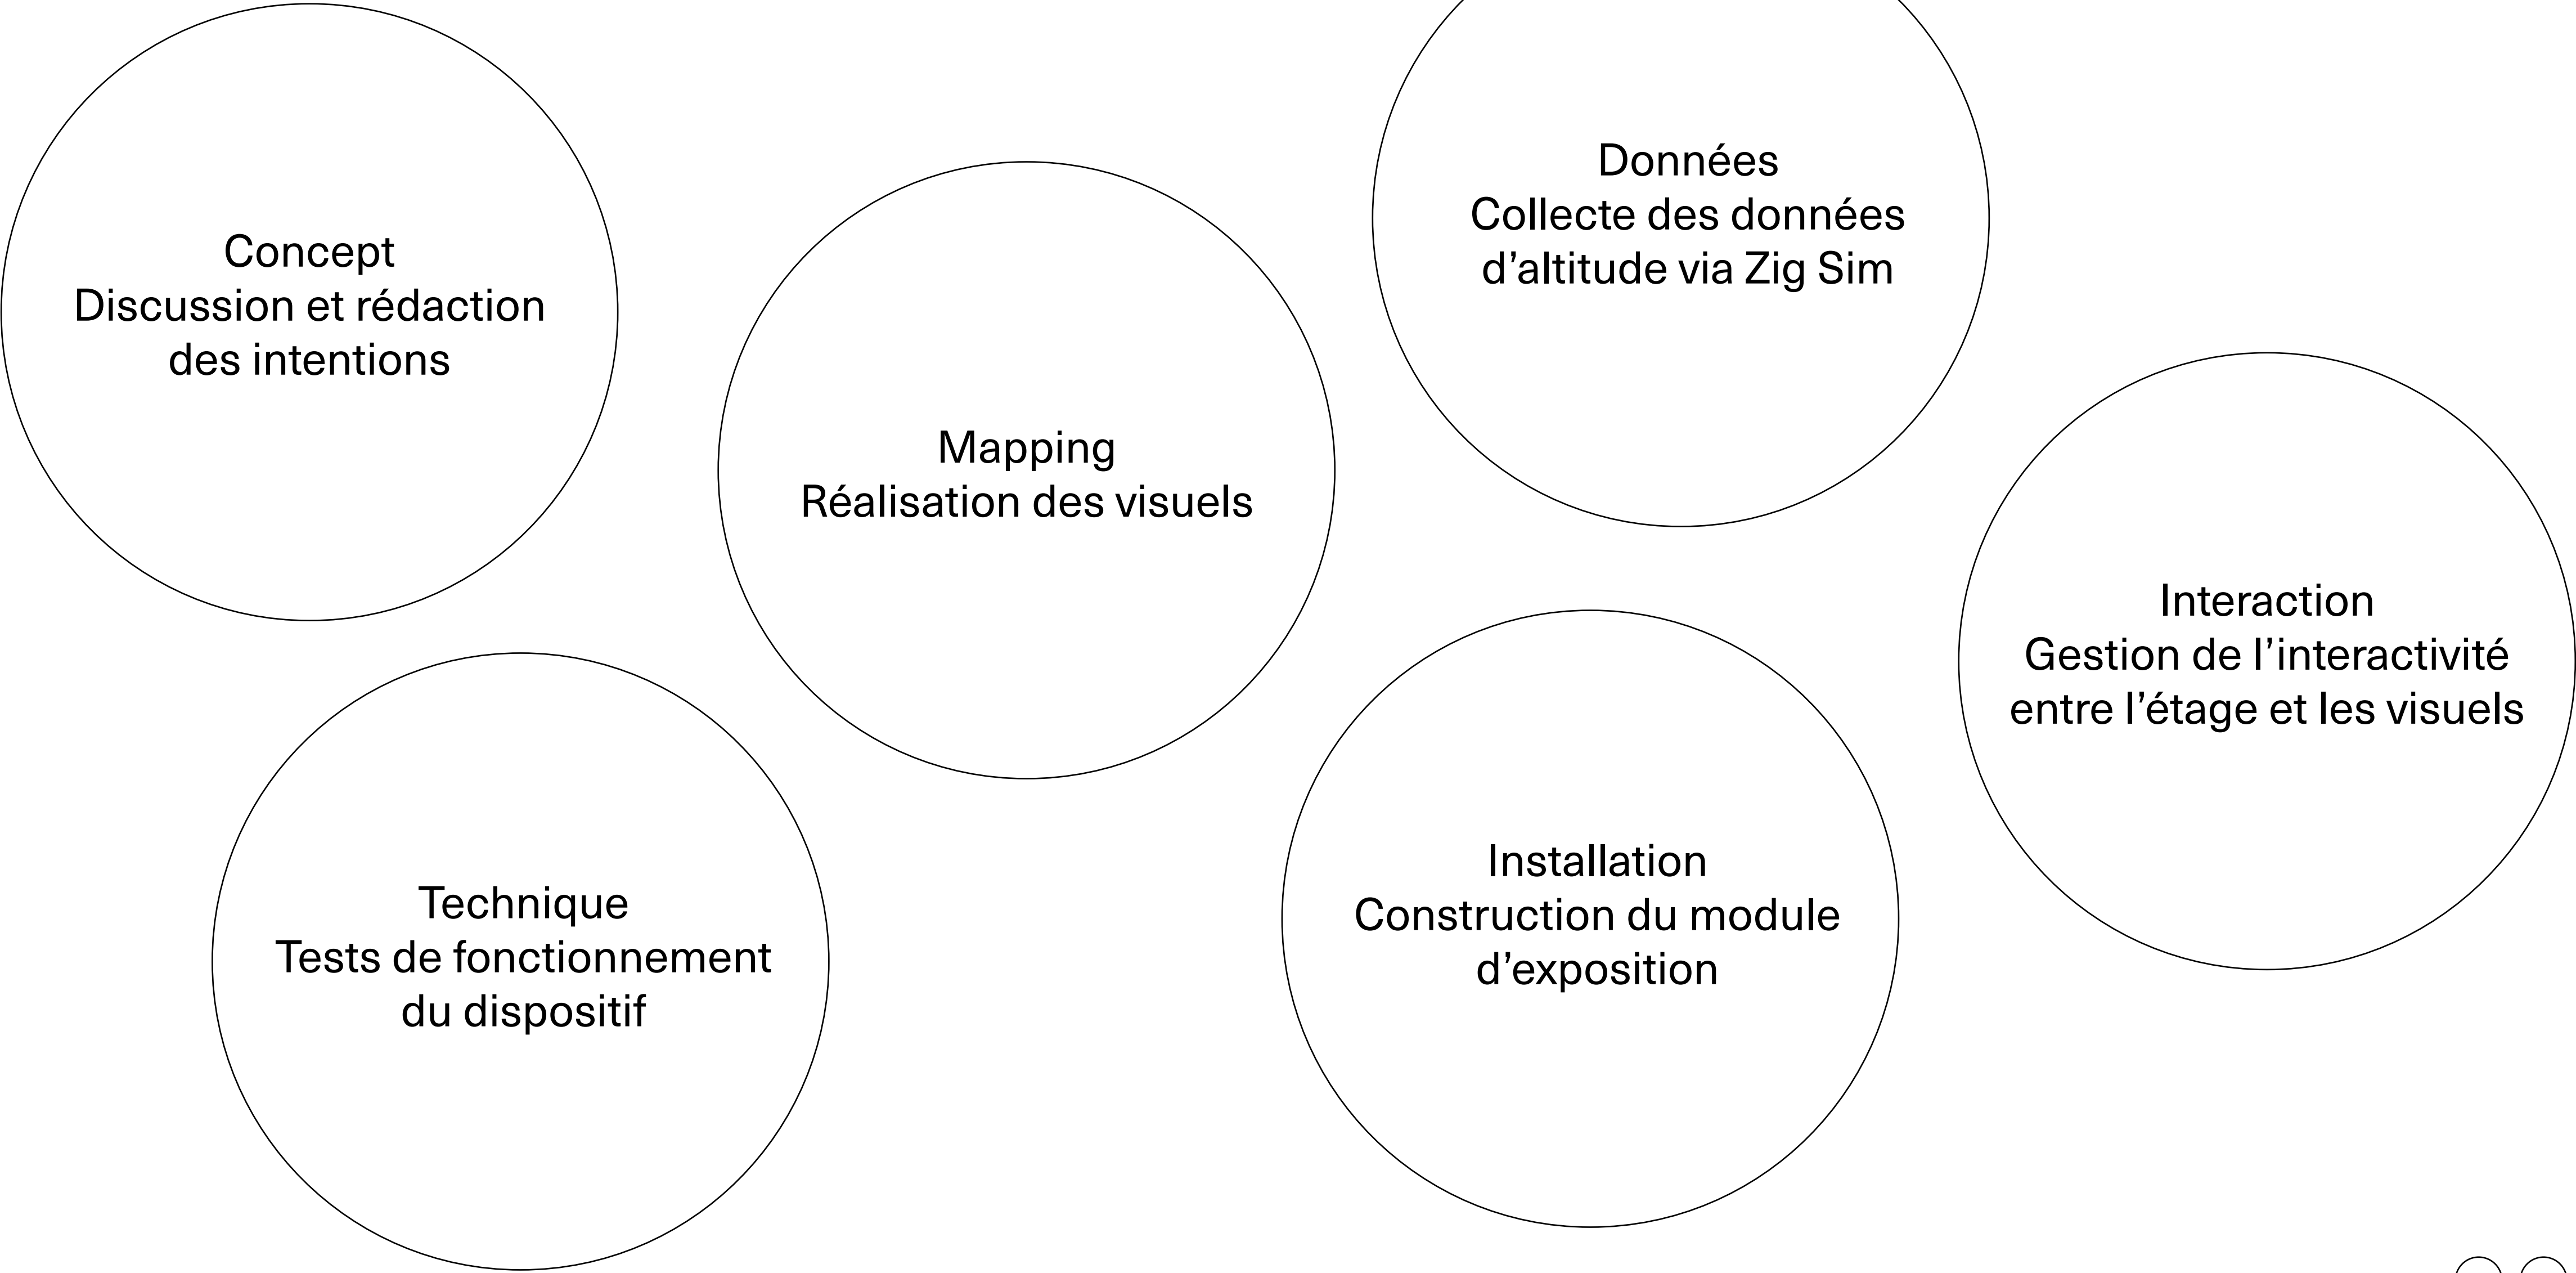 Concept
Discussion et rédaction
des intentions
Mapping
Réalisation des visuels
Données
Collecte des données
d’altitude via Zig Sim
Interaction
Gestion de l’interactivité
entre l’étage et les visuels
Technique
Tests de fonctionnement
du dispositif
Installation
Construction du module
d’exposition